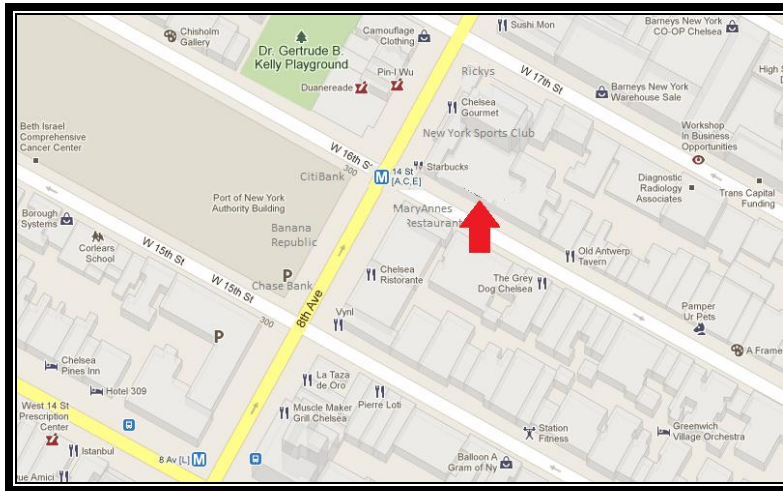 Chisholm
Gallery
Camouflage
Clothing
Sushi Mon
Barneys New York
CO-OP Chelsea
Dr. Gertrude B.
Kelly Playground
Pin-I Wu
Duanereade
Rickys
W 17th St
Barneys New York
Warehouse Sale
Chelsea
Gourmet
New York Sports Club
Workshop
In Business
Opportunities
Beth Israel
Comprehensive
Cancer Center
W 16th St
300
M
14 St
[A,C,E]
Starbucks
CitiBank
Diagnostic
Radiology
Associates
Trans Capital
Funding
Port of New York
Authority Building
MaryAnnes
Restaurant
Borough
Systems
Banana
Republic
Corlears
School
W 15th St
W 15th St
P
Chase Bank
Chelsea
Ristorante
Old Antwerp
Tavern
The Grey
Dog Chelsea
8th Ave
300
Vynl
Pamper
Ur Pets
P
A Frame
Chelsea
Pines Inn
Hotel 309
La Taza
de Oro
Pierre Loti
Muscle Maker
Grill Chelsea
West 14 St
Prescription
Center
Istanbul
8 Av [L]
M
Station
Fitness
Greenwich
Village Orchestra
Balloon A
Gram of Ny
ue Amici